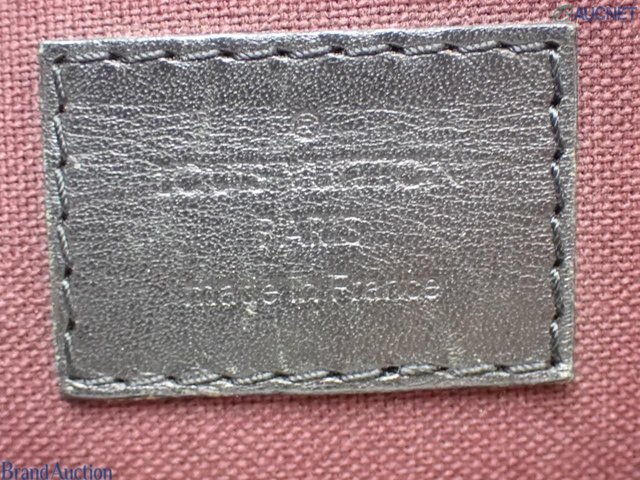 AUCNET
®
LOUIS VUITTON
PARIS
made in France
Brand Auction